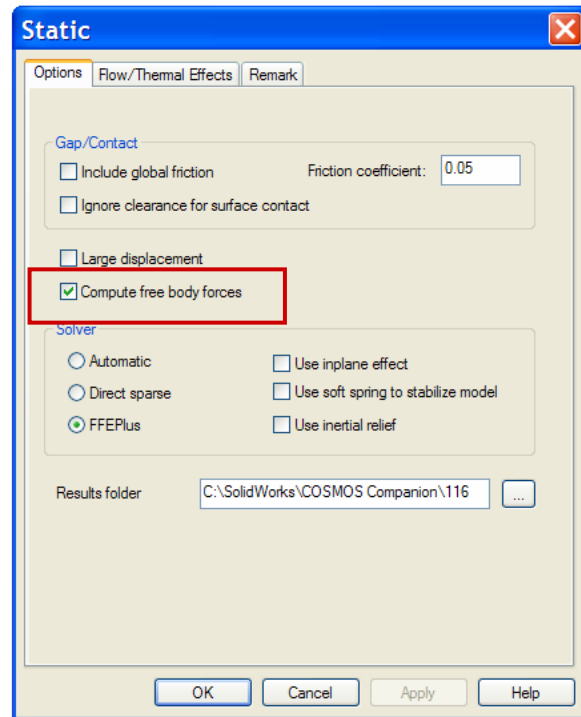 Static
Options Flow/Thermal Effects Remark
Gap/Contact
Include global friction Friction coefficient: 0.05
Ignore clearance for surface contact
Large displacement
Compute free body forces
Solver
Automatic Use inplane effect
Direct sparse Use soft spring to stabilize model
FFEPlus Use inertial relief
Results folder C:\SolidWorks\COSMOS Companion\116 ...
OK Cancel Apply Help